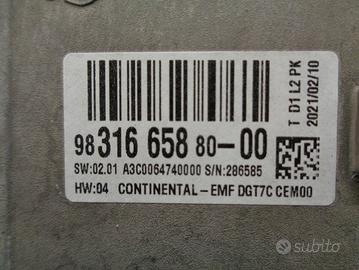 98 316 658 80-00
SW:02.01 A3C0064740000 S/N:286585
HW:04 CONTINENTAL-EMF DGT7C CEM00
T D1 L2 PK
2021/02/10
subito